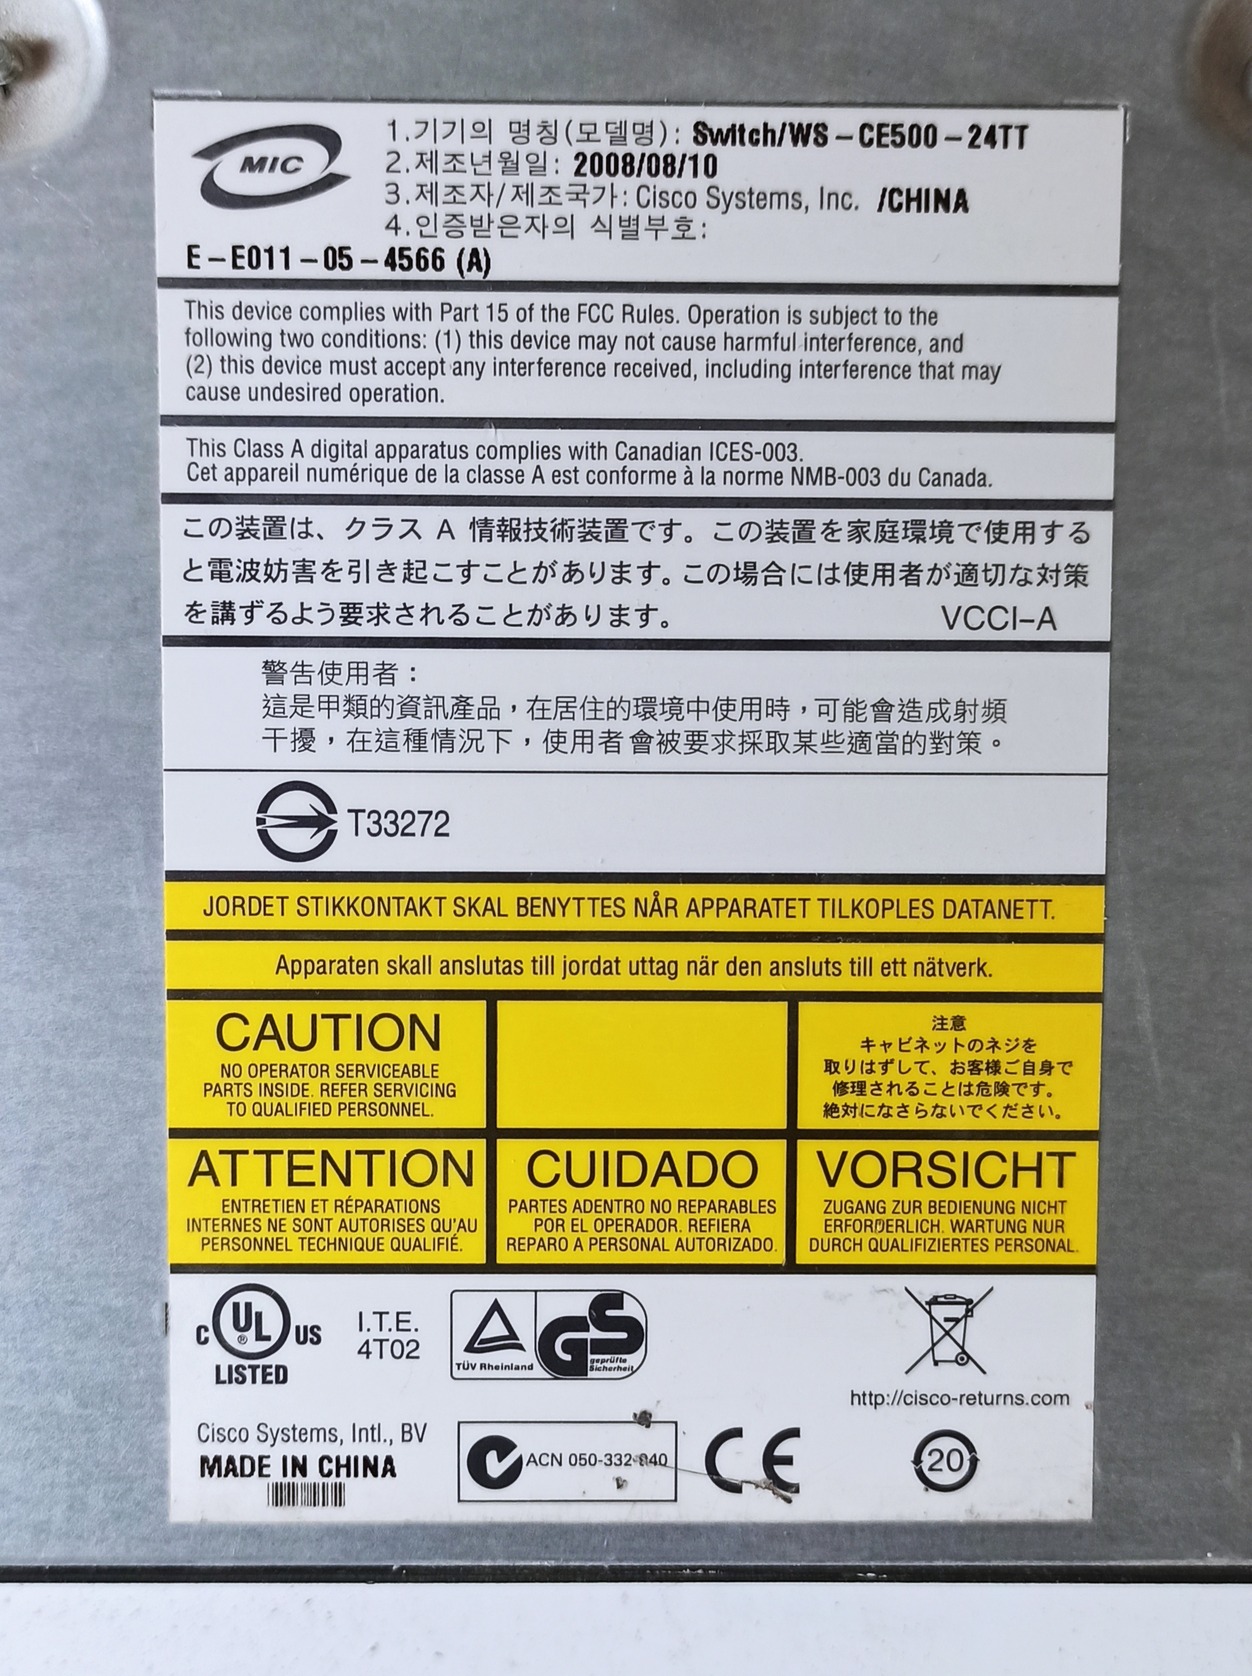 MIC
1.기기의 명칭(모델명): Switch/WS-CE500-24TT
2.제조년월일: 2008/08/10
3.제조자/제조국가: Cisco Systems, Inc. /CHINA
4.인증받은자의 식별부호:
E-E011-05-4566 (A)
This device complies with Part 15 of the FCC Rules. Operation is subject to the
following two conditions: (1) this device may not cause harmful interference, and
(2) this device must accept any interference received, including interference that may
cause undesired operation.
This Class A digital apparatus complies with Canadian ICES-003.
Cet appareil numérique de la classe A est conforme à la norme NMB-003 du Canada.
この装置は、クラス A 情報技術装置です。この装置を家庭環境で使用する
と電波妨害を引き起こすことがあります。この場合には使用者が適切な対策
を講ずるよう要求されることがあります。 VCCI-A
警告使用者：
這是甲類的資訊產品，在居住的環境中使用時，可能會造成射頻
干擾，在這種情況下，使用者會被要求採取某些適當的對策。
T33272
JORDET STIKKONTAKT SKAL BENYTTES NÅR APPARATET TILKOPLES DATANETT.
Apparaten skall anslutas till jordat uttag när den ansluts till ett nätverk.
CAUTION
NO OPERATOR SERVICEABLE
PARTS INSIDE. REFER SERVICING
TO QUALIFIED PERSONNEL.
注意
キャビネットのネジを
取りはずして、お客様ご自身で
修理されることは危険です。
絶対になさらないでください。
ATTENTION
ENTRETIEN ET RÉPARATIONS
INTERNES NE SONT AUTORISES QU'AU
PERSONNEL TECHNIQUE QUALIFIÉ.
CUIDADO
PARTES ADENTRO NO REPARABLES
POR EL OPERADOR. REFIERA
REPARO A PERSONAL AUTORIZADO.
VORSICHT
ZUGANG ZUR BEDIENUNG NICHT
ERFORDERLICH. WARTUNG NUR
DURCH QUALIFIZIERTES PERSONAL.
C UL ® US
LISTED
I.T.E.
4T02
TÜV Rheinland
GS
geprüfte
Sicherheit
http://cisco-returns.com
Cisco Systems, Intl., BV
MADE IN CHINA
ACN 050-332-940
CE
20